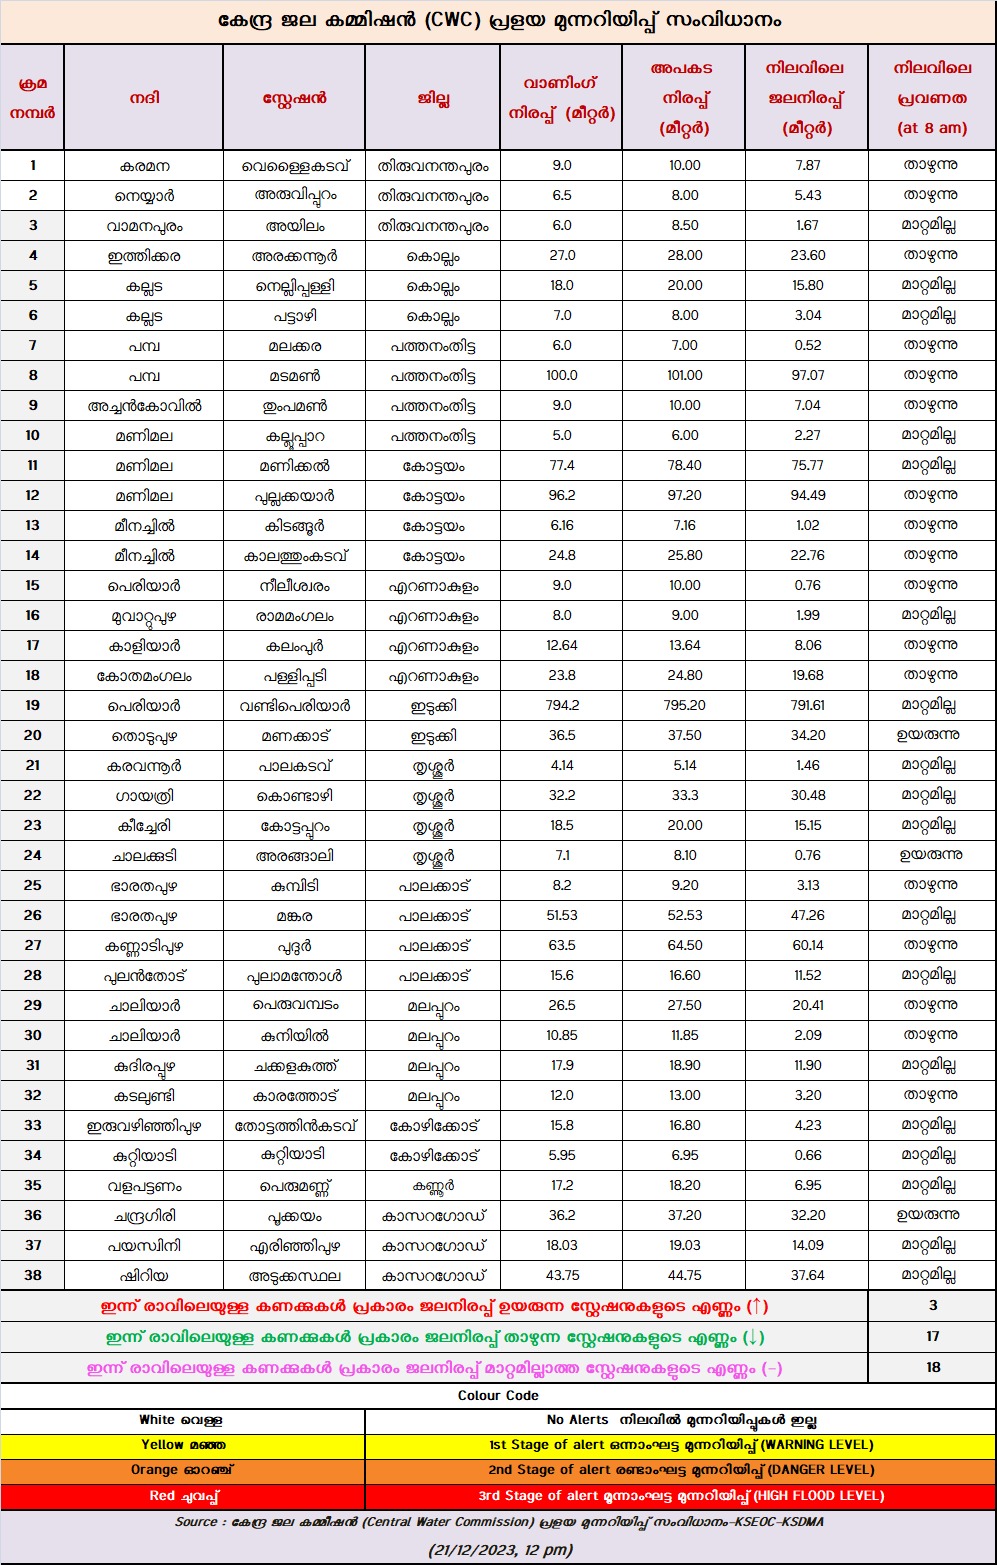 കേന്ദ്ര ജല കമ്മിഷൻ (CWC) പ്രളയ മുന്നറിയിപ്പ് സംവിധാനം
ക്രമ നമ്പർ നദി സ്റ്റേഷൻ ജില്ല വാണിംഗ് നിരപ്പ് (മീറ്റർ) അപകട നിരപ്പ് (മീറ്റർ) നിലവിലെ ജലനിരപ്പ് (മീറ്റർ) നിലവിലെ പ്രവണത (at 8 am)
1 കരമന വെള്ളൈകടവ് തിരുവനന്തപുരം 9.0 10.00 7.87 താഴുന്നു
2 നെയ്യാർ അരുവിപ്പുറം തിരുവനന്തപുരം 6.5 8.00 5.43 താഴുന്നു
3 വാമനപുരം അയിലം തിരുവനന്തപുരം 6.0 8.50 1.67 മാറ്റമില്ല
4 ഇത്തിക്കര അരക്കന്നൂർ കൊല്ലം 27.0 28.00 23.60 താഴുന്നു
5 കല്ലട നെല്ലിപ്പള്ളി കൊല്ലം 18.0 20.00 15.80 മാറ്റമില്ല
6 കല്ലട പട്ടാഴി കൊല്ലം 7.0 8.00 3.04 മാറ്റമില്ല
7 പമ്പ മലക്കര പത്തനംതിട്ട 6.0 7.00 0.52 താഴുന്നു
8 പമ്പ മടമൺ പത്തനംതിട്ട 100.0 101.00 97.07 താഴുന്നു
9 അച്ചൻകോവിൽ തുംപമൺ പത്തനംതിട്ട 9.0 10.00 7.04 താഴുന്നു
10 മണിമല കല്ലൂപ്പാറ പത്തനംതിട്ട 5.0 6.00 2.27 മാറ്റമില്ല
11 മണിമല മണിക്കൽ കോട്ടയം 77.4 78.40 75.77 മാറ്റമില്ല
12 മണിമല പുല്ലക്കയാർ കോട്ടയം 96.2 97.20 94.49 താഴുന്നു
13 മീനച്ചിൽ കിടങ്ങൂർ കോട്ടയം 6.16 7.16 1.02 താഴുന്നു
14 മീനച്ചിൽ കാലത്തുംകടവ് കോട്ടയം 24.8 25.80 22.76 താഴുന്നു
15 പെരിയാർ നീലീശ്വരം എറണാകുളം 9.0 10.00 0.76 താഴുന്നു
16 മുവാറ്റുപുഴ രാമമംഗലം എറണാകുളം 8.0 9.00 1.99 മാറ്റമില്ല
17 കാളിയാർ കലംപുർ എറണാകുളം 12.64 13.64 8.06 താഴുന്നു
18 കോതമംഗലം പള്ളിപ്പടി എറണാകുളം 23.8 24.80 19.68 താഴുന്നു
19 പെരിയാർ വണ്ടിപെരിയാർ ഇടുക്കി 794.2 795.20 791.61 മാറ്റമില്ല
20 തൊടുപുഴ മണക്കാട് ഇടുക്കി 36.5 37.50 34.20 ഉയരുന്നു
21 കരവന്നൂർ പാലകടവ് തൃശ്ശൂർ 4.14 5.14 1.46 മാറ്റമില്ല
22 ഗായത്രി കൊണ്ടാഴി തൃശ്ശൂർ 32.2 33.3 30.48 മാറ്റമില്ല
23 കീച്ചേരി കോട്ടപ്പുറം തൃശ്ശൂർ 18.5 20.00 15.15 മാറ്റമില്ല
24 ചാലക്കുടി അരങ്ങാലി തൃശ്ശൂർ 7.1 8.10 0.76 ഉയരുന്നു
25 ഭാരതപുഴ കുമ്പിടി പാലക്കാട് 8.2 9.20 3.13 താഴുന്നു
26 ഭാരതപുഴ മങ്കര പാലക്കാട് 51.53 52.53 47.26 മാറ്റമില്ല
27 കണ്ണാടിപുഴ പുദുർ പാലക്കാട് 63.5 64.50 60.14 താഴുന്നു
28 പുലൻതോട് പുലാമന്തോൾ പാലക്കാട് 15.6 16.60 11.52 മാറ്റമില്ല
29 ചാലിയാർ പെരുവമ്പടം മലപ്പുറം 26.5 27.50 20.41 താഴുന്നു
30 ചാലിയാർ കുനിയിൽ മലപ്പുറം 10.85 11.85 2.09 താഴുന്നു
31 കുദിരപ്പുഴ ചക്കളകുത്ത് മലപ്പുറം 17.9 18.90 11.90 മാറ്റമില്ല
32 കടലുണ്ടി കാരത്തോട് മലപ്പുറം 12.0 13.00 3.20 താഴുന്നു
33 ഇരുവഴിഞ്ഞിപുഴ തോട്ടത്തിൻകടവ് കോഴിക്കോട് 15.8 16.80 4.23 മാറ്റമില്ല
34 കുറ്റിയാടി കുറ്റിയാടി കോഴിക്കോട് 5.95 6.95 0.66 മാറ്റമില്ല
35 വളപട്ടണം പെരുമണ്ണ് കണ്ണൂർ 17.2 18.20 6.95 മാറ്റമില്ല
36 ചന്ദ്രഗിരി പൂക്കയം കാസറഗോഡ് 36.2 37.20 32.20 ഉയരുന്നു
37 പയസ്വിനി എരിഞ്ഞിപുഴ കാസറഗോഡ് 18.03 19.03 14.09 മാറ്റമില്ല
38 ഷിറിയ അടുക്കസ്ഥല കാസറഗോഡ് 43.75 44.75 37.64 മാറ്റമില്ല
ഇന്ന് രാവിലെയുള്ള കണക്കുകൾ പ്രകാരം ജലനിരപ്പ് ഉയരുന്ന സ്റ്റേഷനുകളുടെ എണ്ണം (↑) 3
ഇന്ന് രാവിലെയുള്ള കണക്കുകൾ പ്രകാരം ജലനിരപ്പ് താഴുന്ന സ്റ്റേഷനുകളുടെ എണ്ണം (↓) 17
ഇന്ന് രാവിലെയുള്ള കണക്കുകൾ പ്രകാരം ജലനിരപ്പ് മാറ്റമില്ലാത്ത സ്റ്റേഷനുകളുടെ എണ്ണം (-) 18
Colour Code
White വെള്ള No Alerts നിലവിൽ മുന്നറിയിപ്പുകൾ ഇല്ല
Yellow മഞ്ഞ 1st Stage of alert ഒന്നാംഘട്ട മുന്നറിയിപ്പ് (WARNING LEVEL)
Orange ഓറഞ്ച് 2nd Stage of alert രണ്ടാംഘട്ട മുന്നറിയിപ്പ് (DANGER LEVEL)
Red ചുവപ്പ് 3rd Stage of alert മൂന്നാംഘട്ട മുന്നറിയിപ്പ് (HIGH FLOOD LEVEL)
Source : കേന്ദ്ര ജല കമ്മീഷൻ (Central Water Commission) പ്രളയ മുന്നറിയിപ്പ് സംവിധാനം-KSEOC-KSDMA
(21/12/2023, 12 pm)